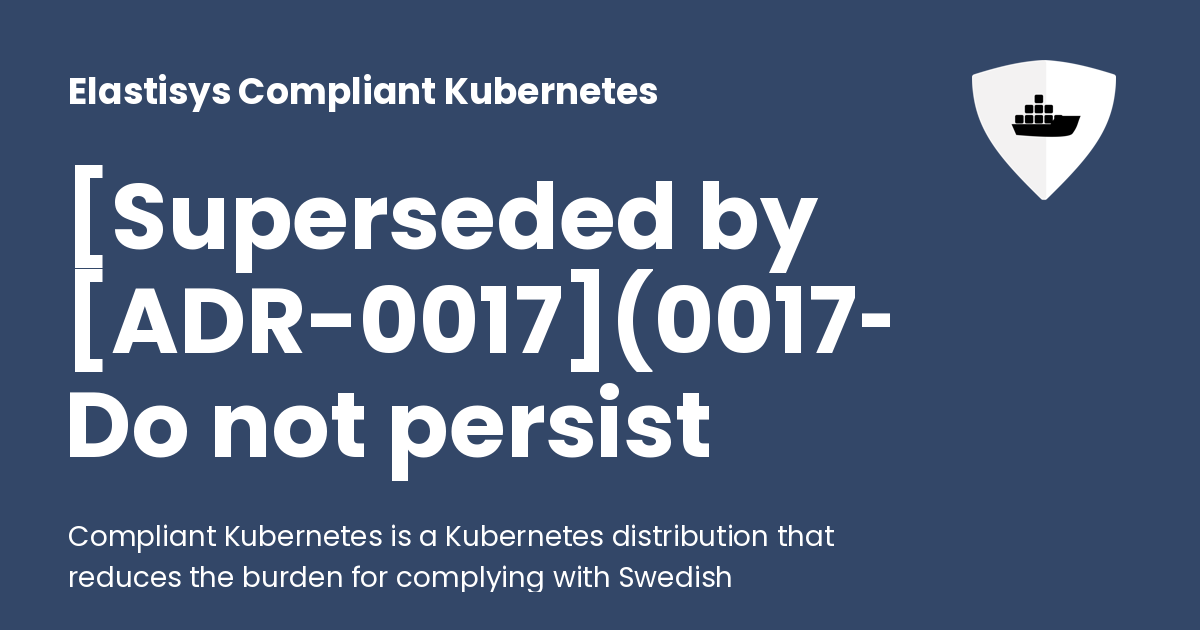 Elastisys Compliant Kubernetes
[Superseded by
[ADR-0017](0017-
Do not persist
Compliant Kubernetes is a Kubernetes distribution that
reduces the burden for complying with Swedish